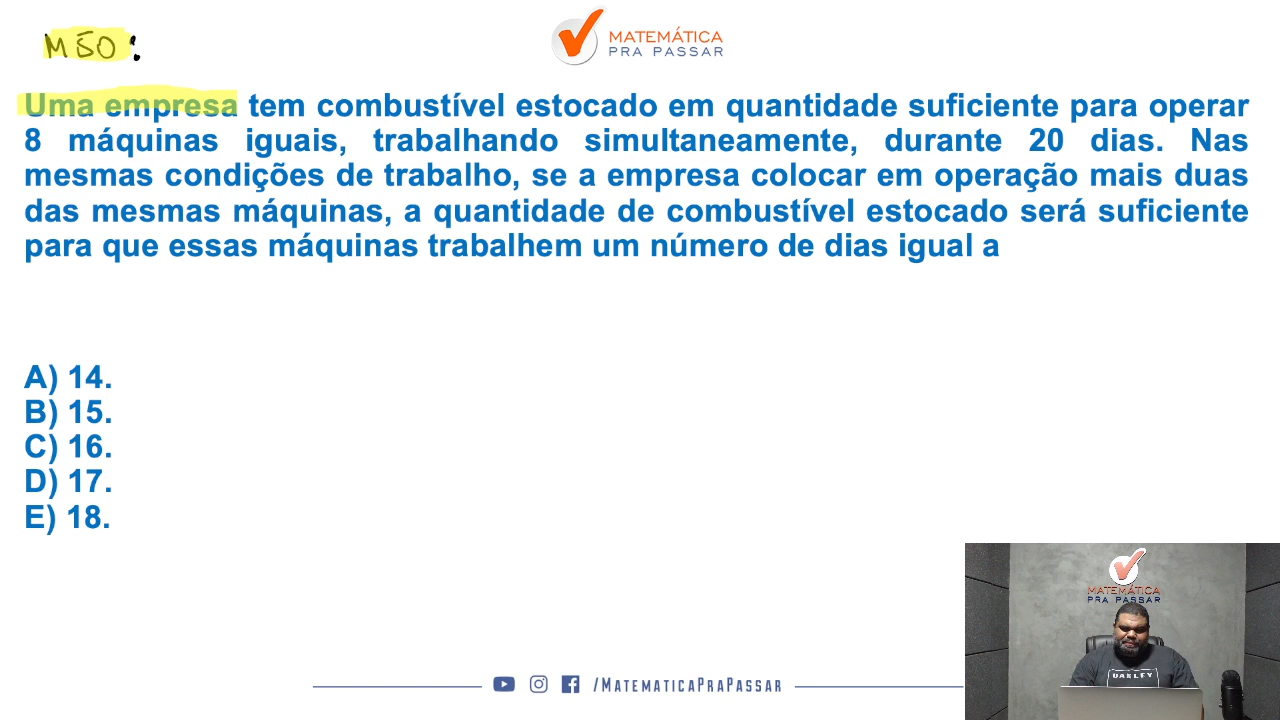 M50:
MATEMÁTICA
PRA PASSAR
Uma empresa tem combustível estocado em quantidade suficiente para operar
8 máquinas iguais, trabalhando simultaneamente, durante 20 dias. Nas
mesmas condições de trabalho, se a empresa colocar em operação mais duas
das mesmas máquinas, a quantidade de combustível estocado será suficiente
para que essas máquinas trabalhem um número de dias igual a
A) 14.
B) 15.
C) 16.
D) 17.
E) 18.
MATEMÁTICA
PRA PASSAR
OAKLEY
/MATEMATICAPRAPASSAR